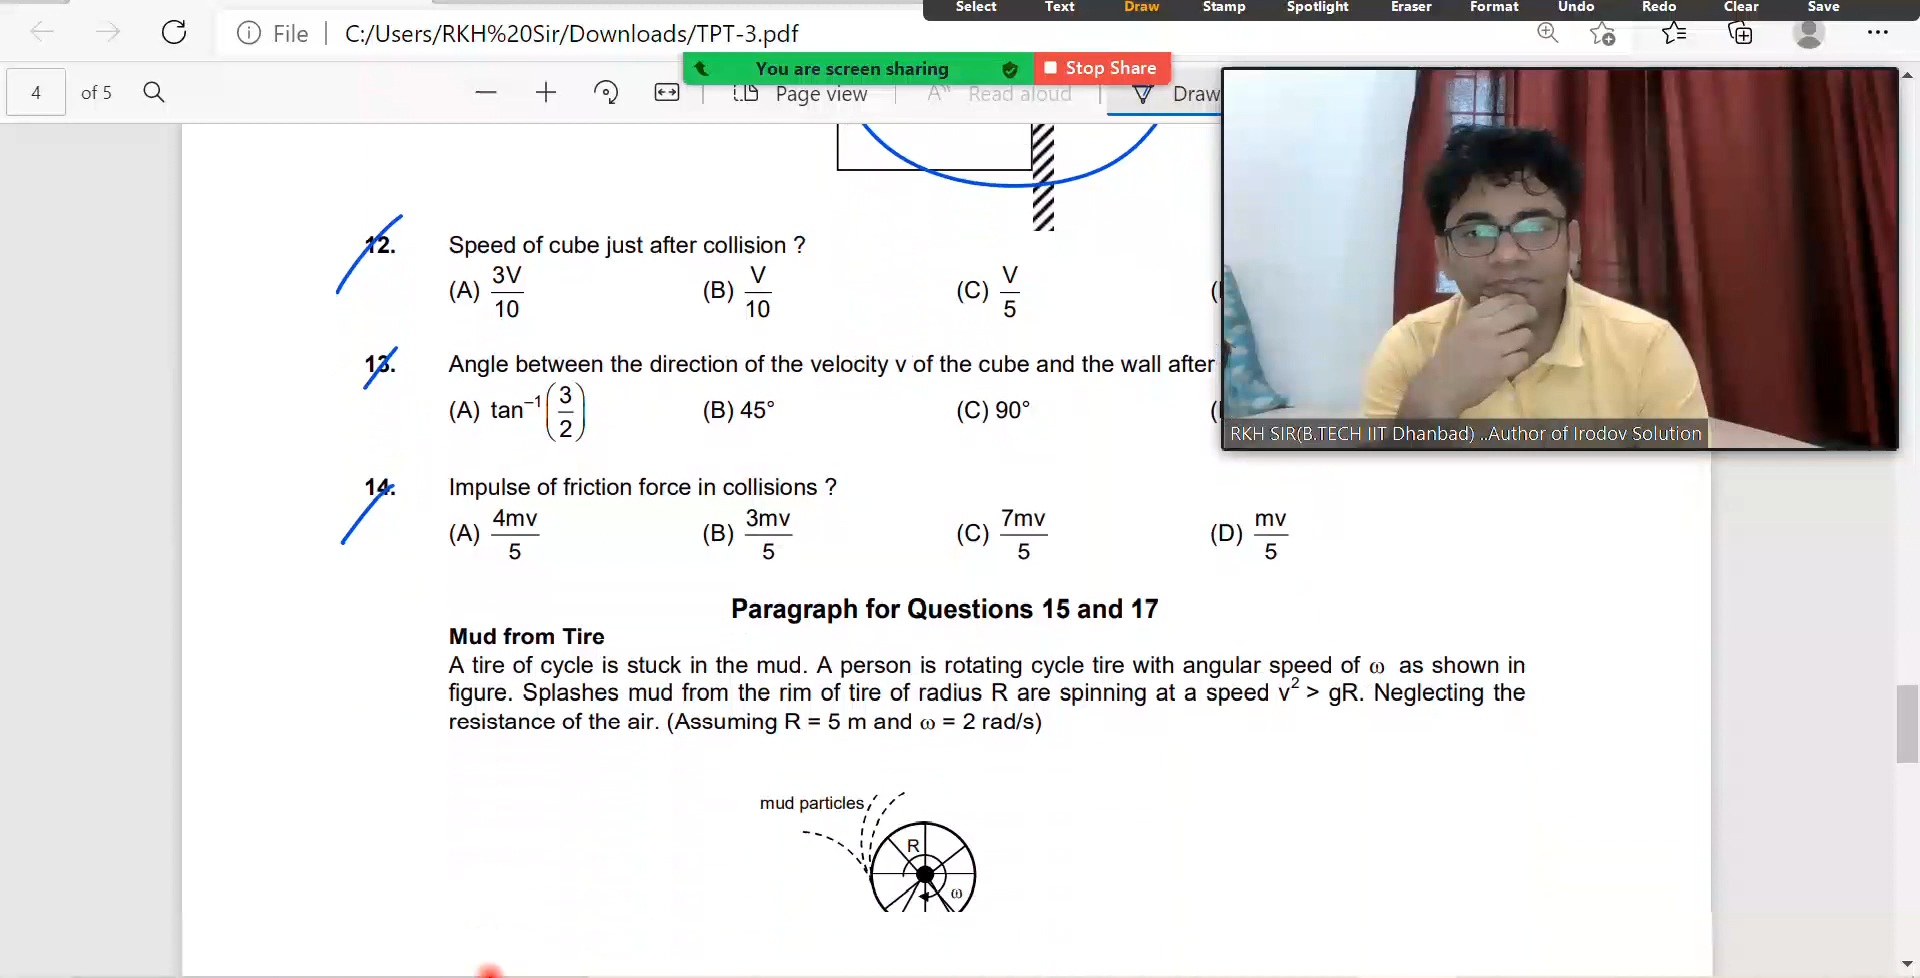 Select Text Draw Stamp Spotlight Eraser Format Undo Redo Clear Save
File C:/Users/RKH%20Sir/Downloads/TPT-3.pdf
You are screen sharing Stop Share
4 of 5 Page view Read aloud Draw
12. Speed of cube just after collision ?
(A) 3V/10 (B) V/10 (C) V/5 (
13. Angle between the direction of the velocity v of the cube and the wall after
(A) tan⁻¹(3/2) (B) 45° (C) 90° (
RKH SIR(B.TECH IIT Dhanbad) ..Author of Irodov Solution
14. Impulse of friction force in collisions ?
(A) 4mv/5 (B) 3mv/5 (C) 7mv/5 (D) mv/5
Paragraph for Questions 15 and 17
Mud from Tire
A tire of cycle is stuck in the mud. A person is rotating cycle tire with angular speed of ω as shown in
figure. Splashes mud from the rim of tire of radius R are spinning at a speed v² > gR. Neglecting the
resistance of the air. (Assuming R = 5 m and ω = 2 rad/s)
mud particles
R
ω